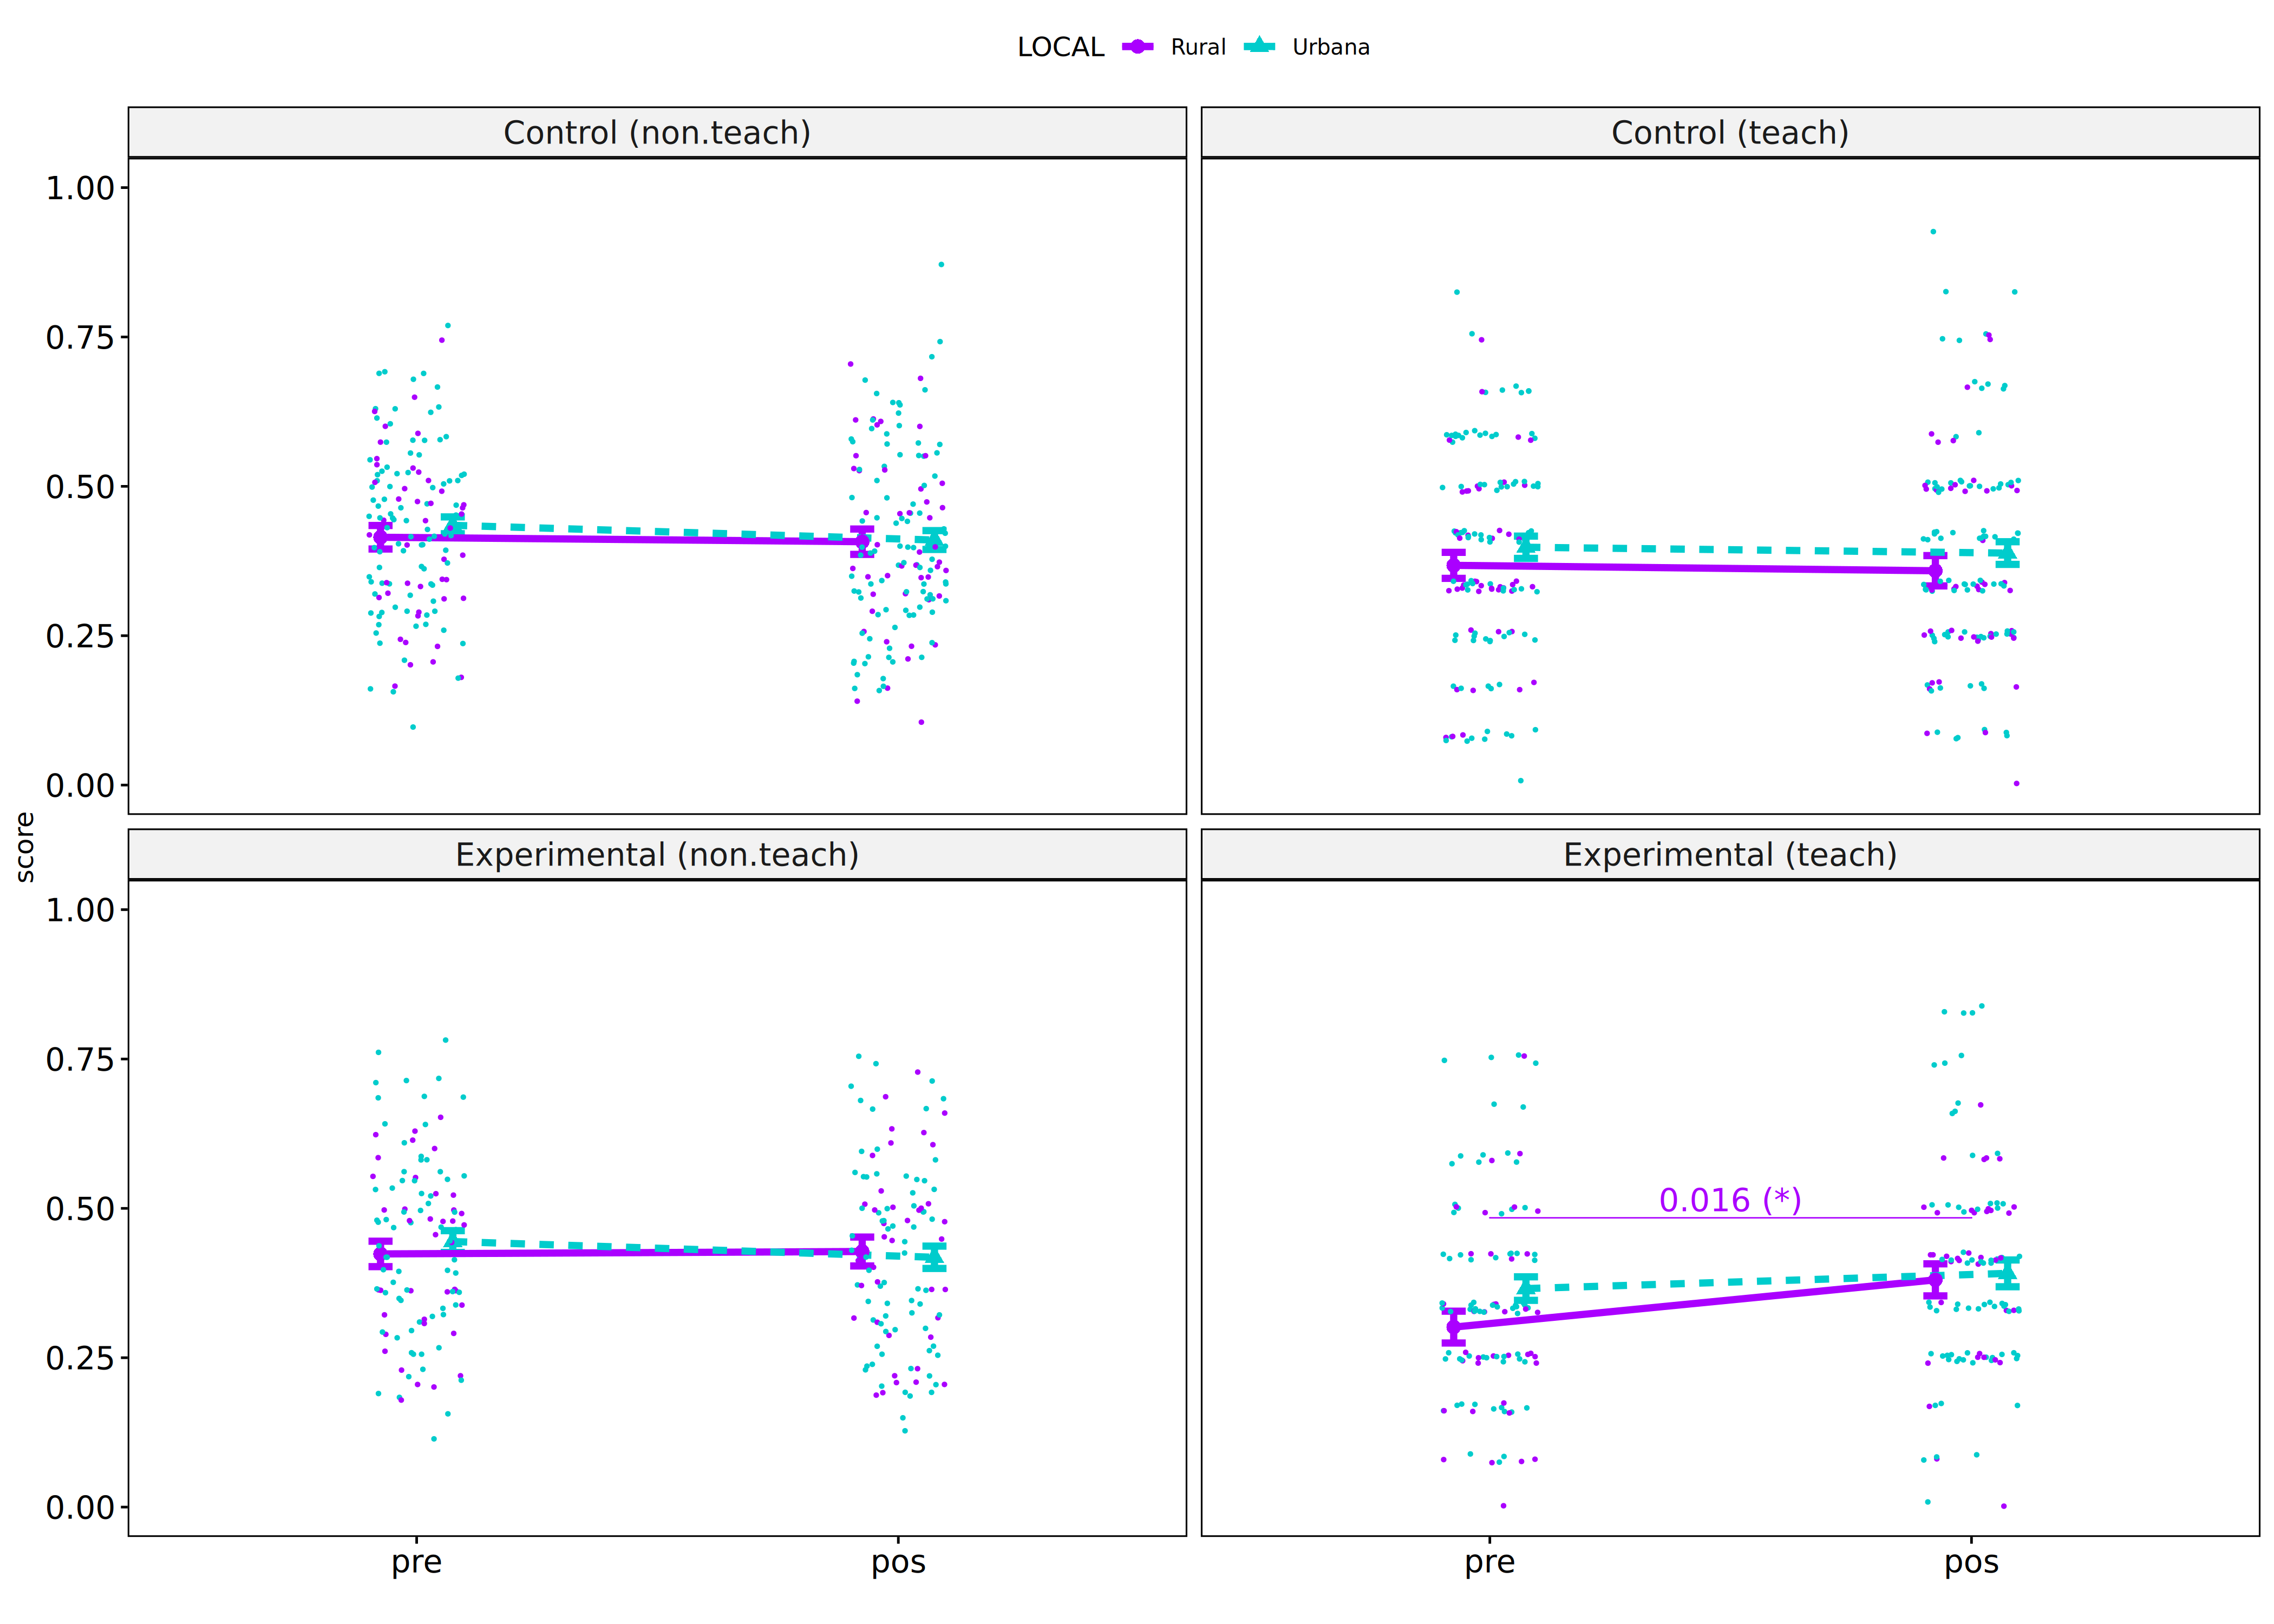 LOCAL Rural Urbana
Control (non.teach) Control (teach)
1.00
0.75
0.50
0.25
0.00
score
Experimental (non.teach) Experimental (teach)
1.00
0.75
0.50
0.016 (*)
0.25
0.00
pre pos pre pos